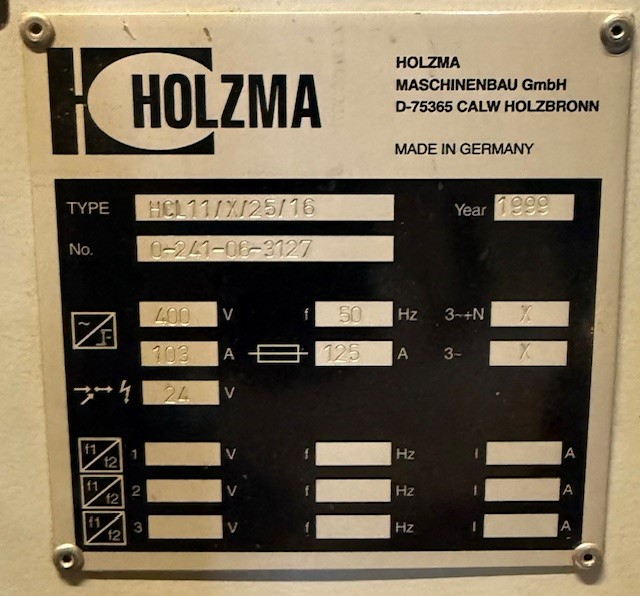 HOLZMA
HOLZMA
MASCHINENBAU GmbH
D-75365 CALW HOLZBRONN
MADE IN GERMANY
TYPE HCL11/X/25/16 Year 1999
No. 0-241-06-3127
400 V f 50 Hz 3~+N X
103 A 125 A 3~ X
24 V
f1 f2 1 V f Hz I A
f1 f2 2 V f Hz I A
f1 f2 3 V f Hz I A